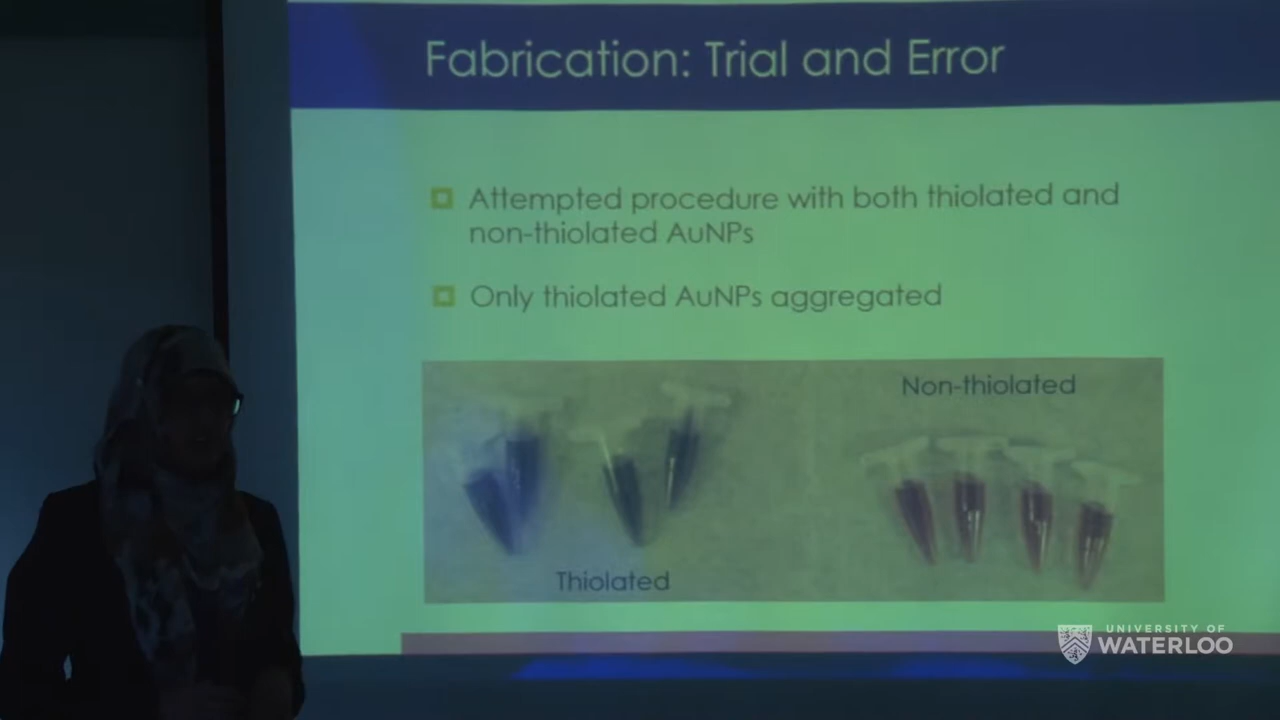 Fabrication: Trial and Error
Attempted procedure with both thiolated and
non-thiolated AuNPs
Only thiolated AuNPs aggregated
Non-thiolated
Thiolated
UNIVERSITY OF
WATERLOO